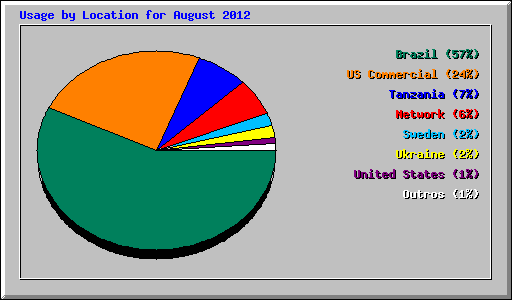 Usage by Location for August 2012
Brazil (57%)
US Commercial (24%)
Tanzania (7%)
Network (6%)
Sweden (2%)
Ukraine (2%)
United States (1%)
Outros (1%)